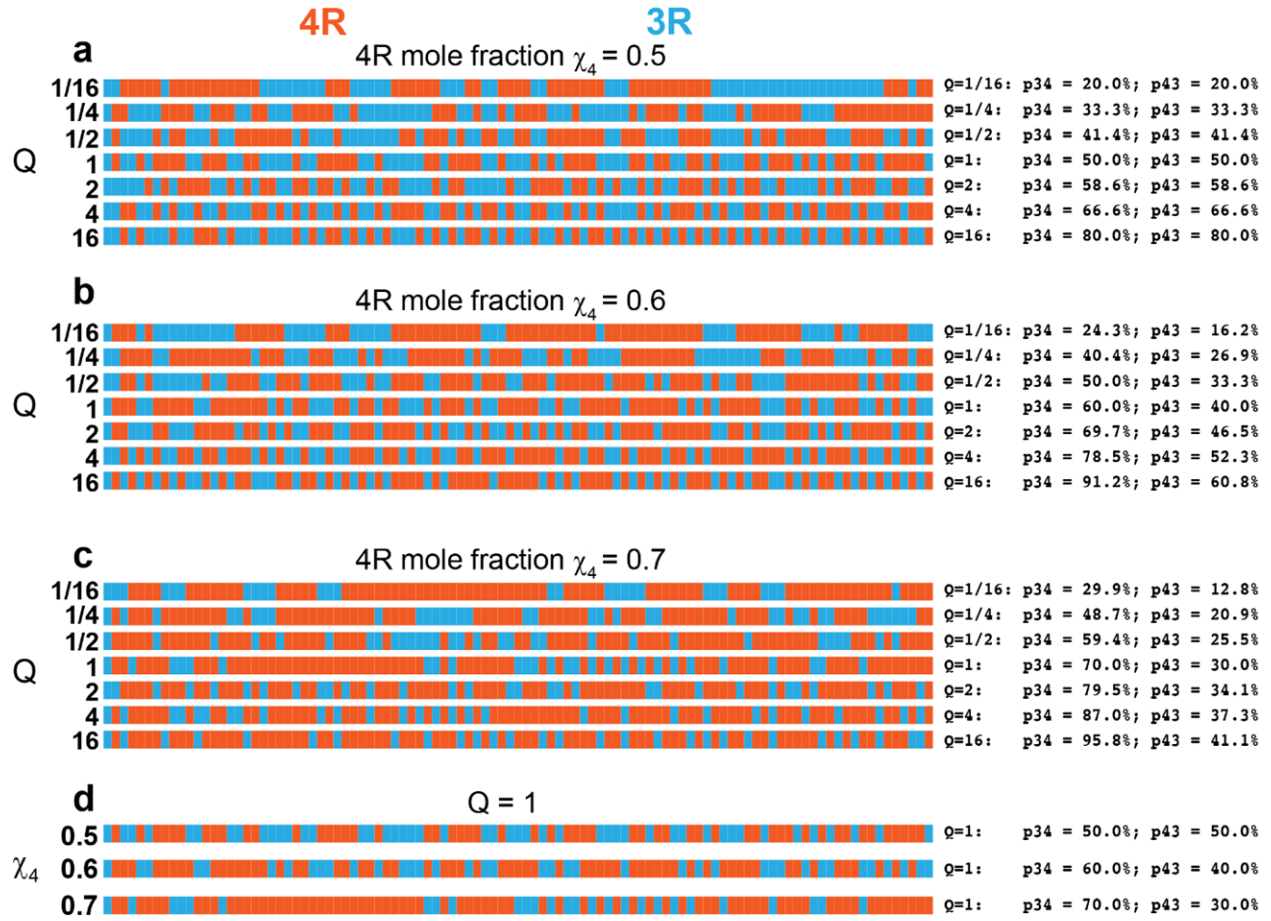 4R 3R
a
4R mole fraction χ4 = 0.5
Q
1/16 Q=1/16: p34 = 20.0%; p43 = 20.0%
1/4 Q=1/4: p34 = 33.3%; p43 = 33.3%
1/2 Q=1/2: p34 = 41.4%; p43 = 41.4%
1 Q=1: p34 = 50.0%; p43 = 50.0%
2 Q=2: p34 = 58.6%; p43 = 58.6%
4 Q=4: p34 = 66.6%; p43 = 66.6%
16 Q=16: p34 = 80.0%; p43 = 80.0%
b
4R mole fraction χ4 = 0.6
Q
1/16 Q=1/16: p34 = 24.3%; p43 = 16.2%
1/4 Q=1/4: p34 = 40.4%; p43 = 26.9%
1/2 Q=1/2: p34 = 50.0%; p43 = 33.3%
1 Q=1: p34 = 60.0%; p43 = 40.0%
2 Q=2: p34 = 69.7%; p43 = 46.5%
4 Q=4: p34 = 78.5%; p43 = 52.3%
16 Q=16: p34 = 91.2%; p43 = 60.8%
c
4R mole fraction χ4 = 0.7
Q
1/16 Q=1/16: p34 = 29.9%; p43 = 12.8%
1/4 Q=1/4: p34 = 48.7%; p43 = 20.9%
1/2 Q=1/2: p34 = 59.4%; p43 = 25.5%
1 Q=1: p34 = 70.0%; p43 = 30.0%
2 Q=2: p34 = 79.5%; p43 = 34.1%
4 Q=4: p34 = 87.0%; p43 = 37.3%
16 Q=16: p34 = 95.8%; p43 = 41.1%
d
Q = 1
χ4
0.5 Q=1: p34 = 50.0%; p43 = 50.0%
0.6 Q=1: p34 = 60.0%; p43 = 40.0%
0.7 Q=1: p34 = 70.0%; p43 = 30.0%